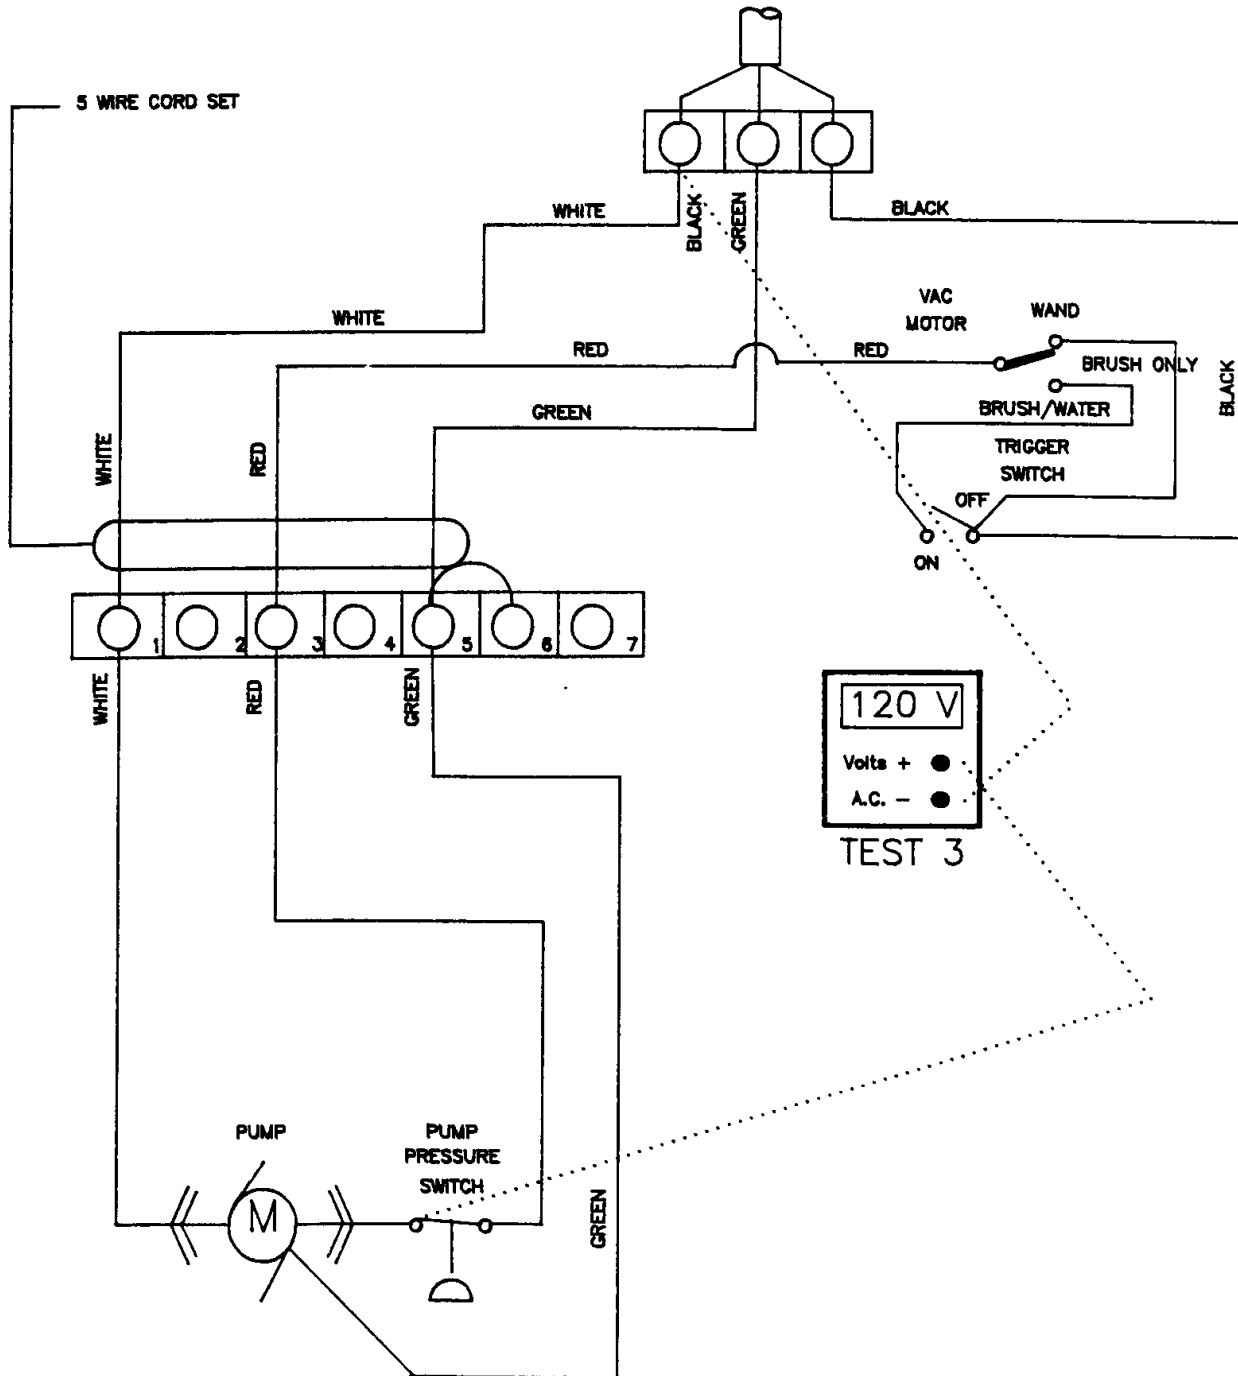 5 WIRE CORD SET
WHITE
BLACK
GREEN
BLACK
WHITE
VAC
MOTOR
WAND
RED
RED
BRUSH ONLY
BLACK
GREEN
BRUSH/WATER
WHITE
RED
TRIGGER
SWITCH
OFF
ON
1
2
3
4
5
6
7
WHITE
RED
GREEN
120 V
Volts +
A.C. -
TEST 3
PUMP
PUMP
PRESSURE
SWITCH
M
GREEN